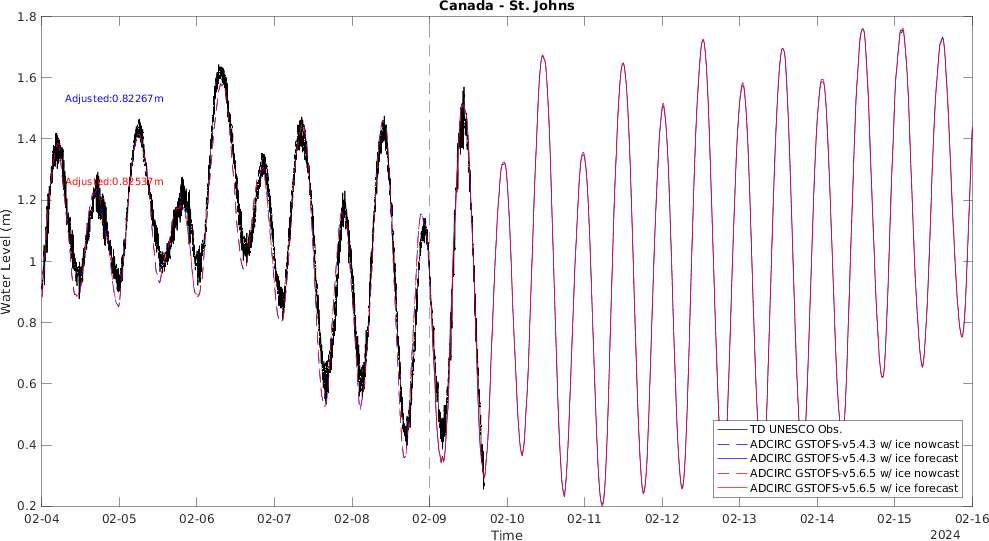 Canada - St. Johns
1.8
1.6
1.4
1.2
1
0.8
0.6
0.4
0.2
Water Level (m)
Adjusted:0.82267m
Adjusted:0.82537m
TD UNESCO Obs.
ADCIRC GSTOFS-v5.4.3 w/ ice nowcast
ADCIRC GSTOFS-v5.4.3 w/ ice forecast
ADCIRC GSTOFS-v5.6.5 w/ ice nowcast
ADCIRC GSTOFS-v5.6.5 w/ ice forecast
02-04 02-05 02-06 02-07 02-08 02-09 02-10 02-11 02-12 02-13 02-14 02-15 02-16
Time
2024